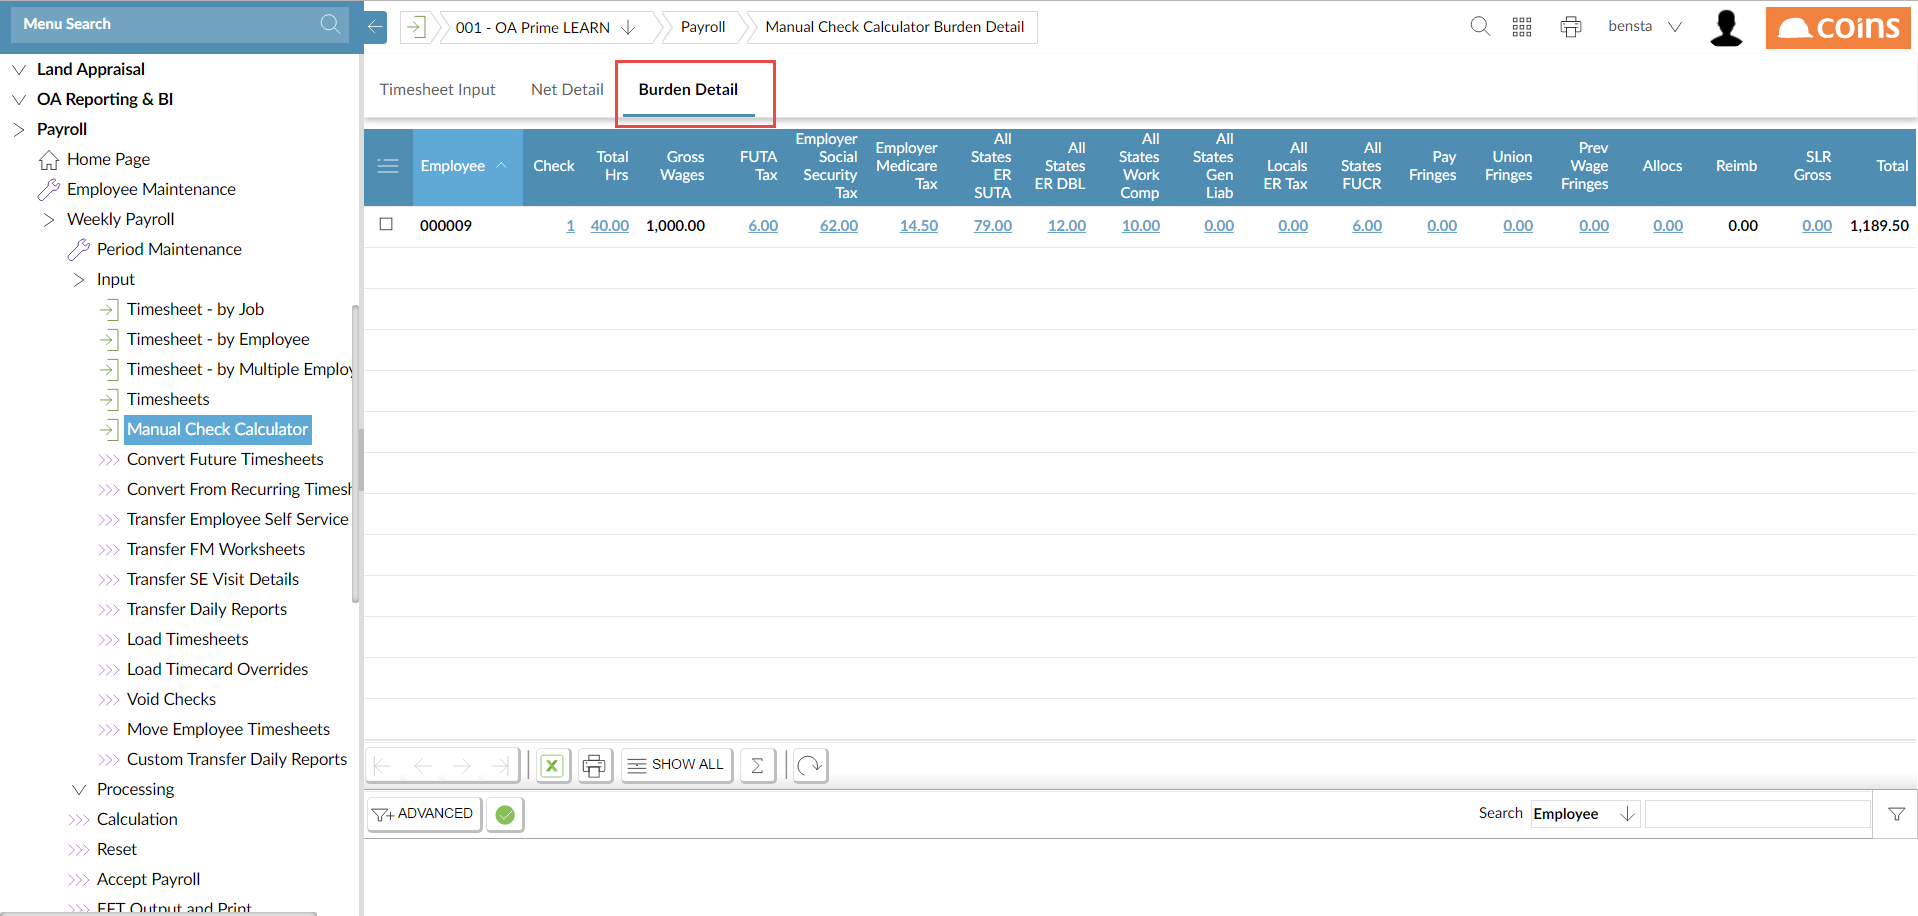 Menu Search
001 - OA Prime LEARN
Payroll
Manual Check Calculator Burden Detail
bensta
coins
Land Appraisal
OA Reporting & BI
Payroll
Home Page
Employee Maintenance
Weekly Payroll
Period Maintenance
Input
Timesheet - by Job
Timesheet - by Employee
Timesheet - by Multiple Employ
Timesheets
Manual Check Calculator
Convert Future Timesheets
Convert From Recurring Timesh
Transfer Employee Self Service
Transfer FM Worksheets
Transfer SE Visit Details
Transfer Daily Reports
Load Timesheets
Load Timecard Overrides
Void Checks
Move Employee Timesheets
Custom Transfer Daily Reports
Processing
Calculation
Reset
Accept Payroll
EFT Output and Print
Timesheet Input
Net Detail
Burden Detail
Employee
Check
Total
Hrs
Gross
Wages
FUTA
Tax
Employer
Social
Security
Tax
Employer
Medicare
Tax
All
States
ER
SUTA
All
States
ER DBL
All
States
Work
Comp
All
States
Gen
Liab
All
Locals
ER Tax
All
States
FUCR
Pay
Fringes
Union
Fringes
Prev
Wage
Fringes
Allocs
Reimb
SLR
Gross
Total
000009 1 40.00 1,000.00 6.00 62.00 14.50 79.00 12.00 10.00 0.00 0.00 6.00 0.00 0.00 0.00 0.00 0.00 0.00 1,189.50
SHOW ALL
ADVANCED
Search Employee